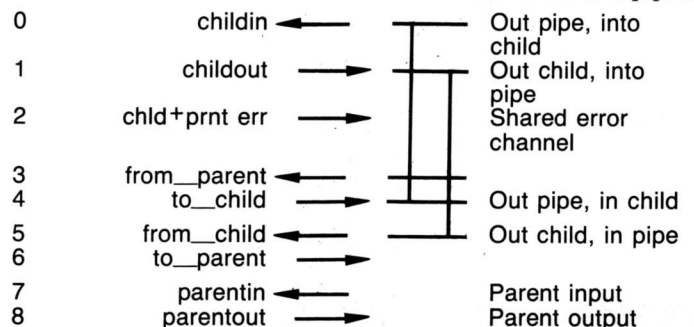 0 childin Out pipe, into
child
1 childout Out child, into
pipe
2 chld+prnt err Shared error
channel
3 from__parent
4 to__child Out pipe, in child
5 from__child Out child, in pipe
6 to__parent
7 parentin Parent input
8 parentout Parent output